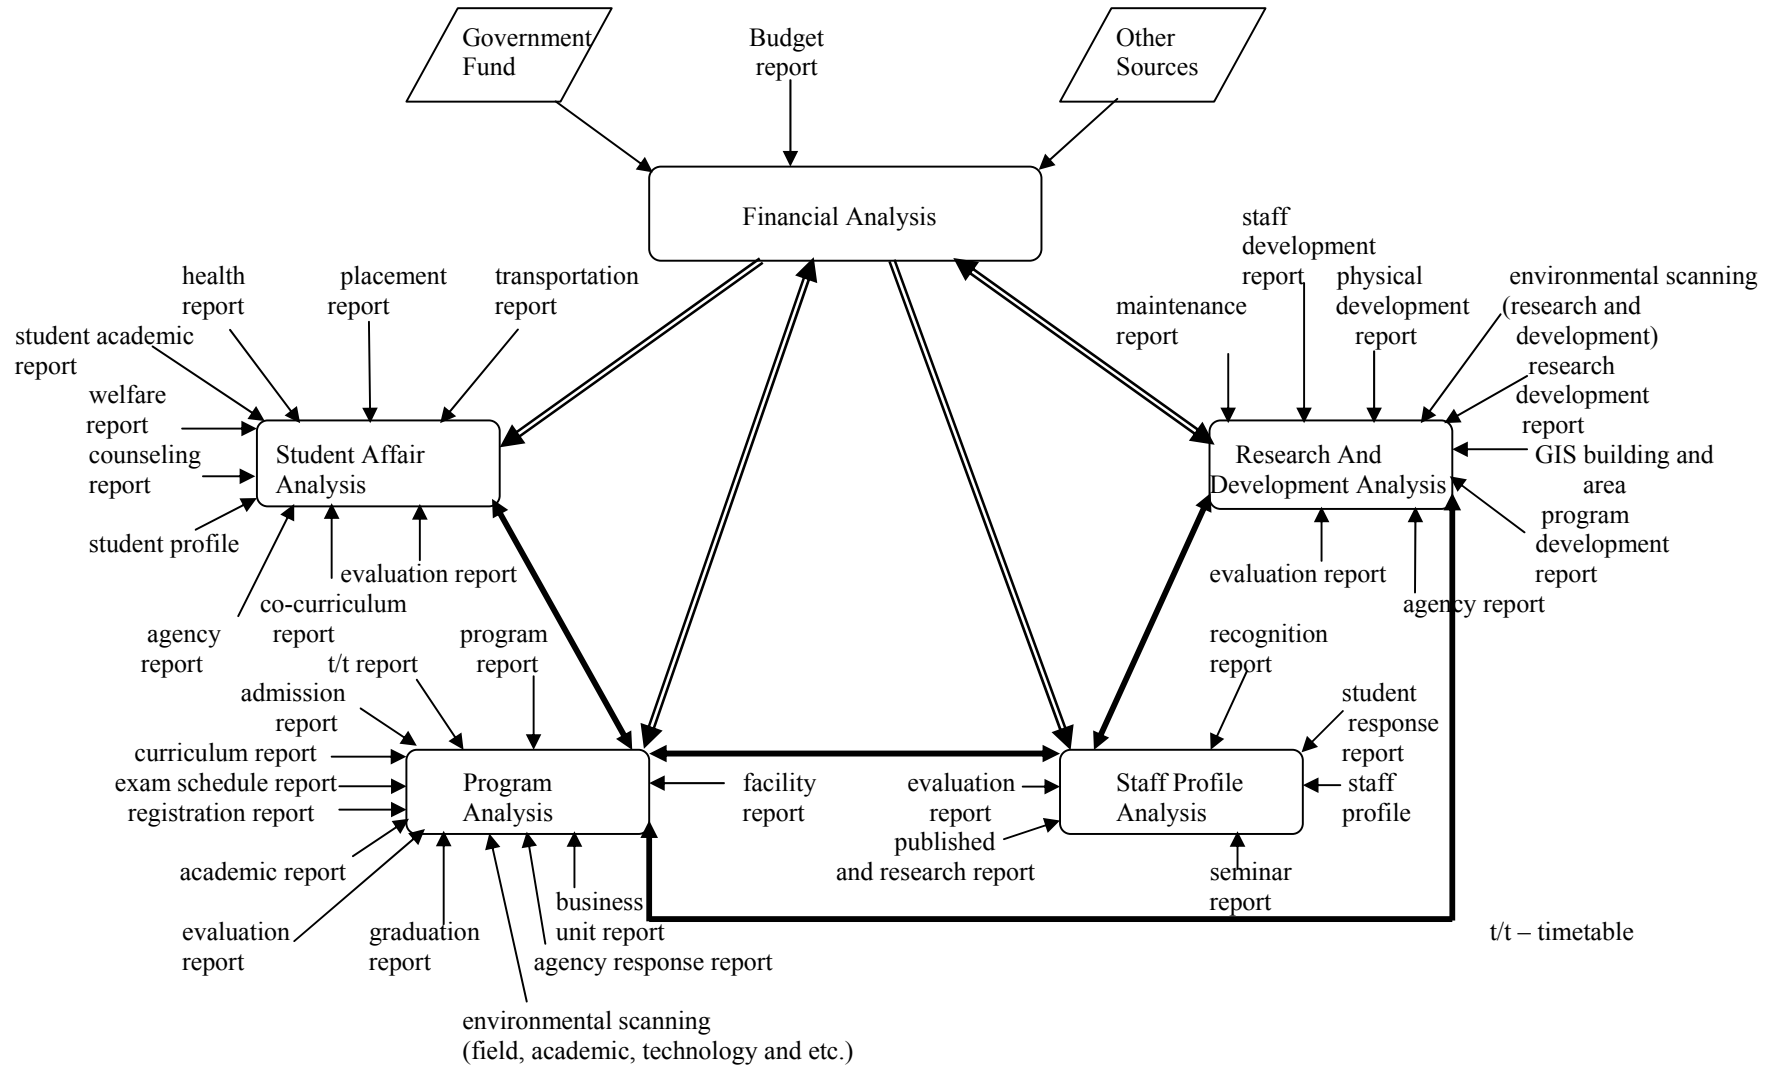 Government
Fund
Budget
report
Other
Sources
Financial Analysis
health
report
placement
report
transportation
report
student academic
report
welfare
report
counseling
report
student profile
Student Affair
Analysis
agency
report
co-curriculum
report
evaluation report
maintenance
report
staff
development
report
physical
development
report
environmental scanning
(research and
development)
research
development
report
GIS building and
area
program
development
report
Research And
Development Analysis
evaluation report
agency report
t/t report
program
report
admission
report
curriculum report
exam schedule report
registration report
academic report
evaluation
report
graduation
report
business
unit report
agency response report
environmental scanning
(field, academic, technology and etc.)
Program
Analysis
facility
report
recognition
report
student
response
report
staff
profile
evaluation
report
published
and research report
Staff Profile
Analysis
seminar
report
t/t – timetable